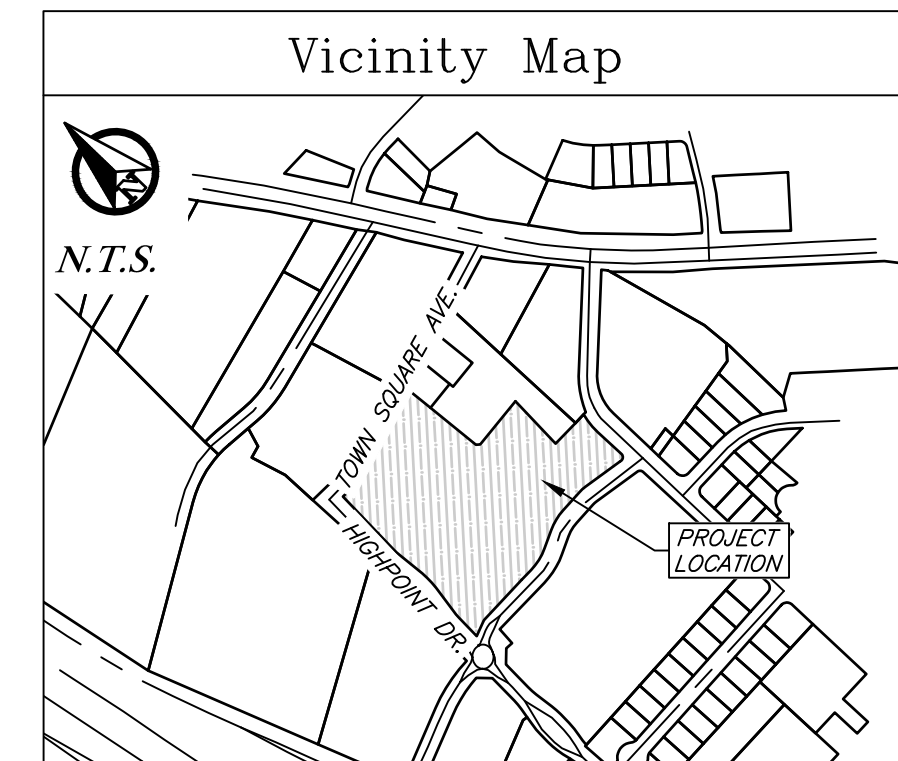 Vicinity Map
N
N.T.S.
TOWN SQUARE AVE.
HIGHPOINT DR.
PROJECT
LOCATION